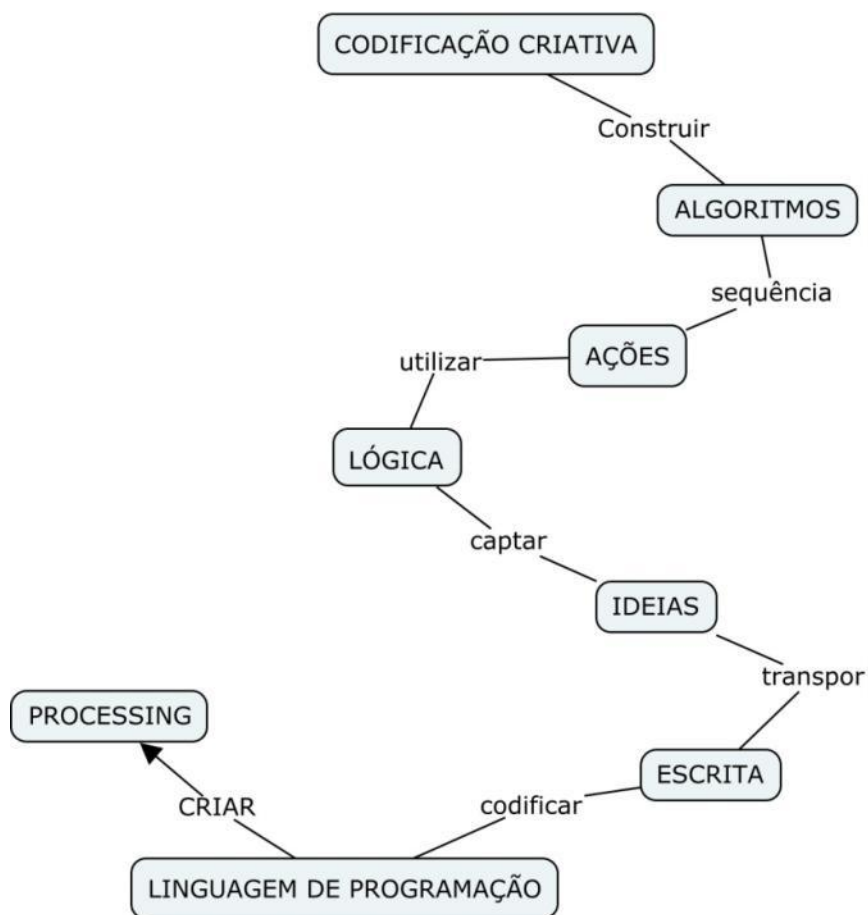 CODIFICAÇÃO CRIATIVA
Construir
ALGORITMOS
sequência
AÇÕES
utilizar
LÓGICA
captar
IDEIAS
transpor
ESCRITA
codificar
LINGUAGEM DE PROGRAMAÇÃO
CRIAR
PROCESSING